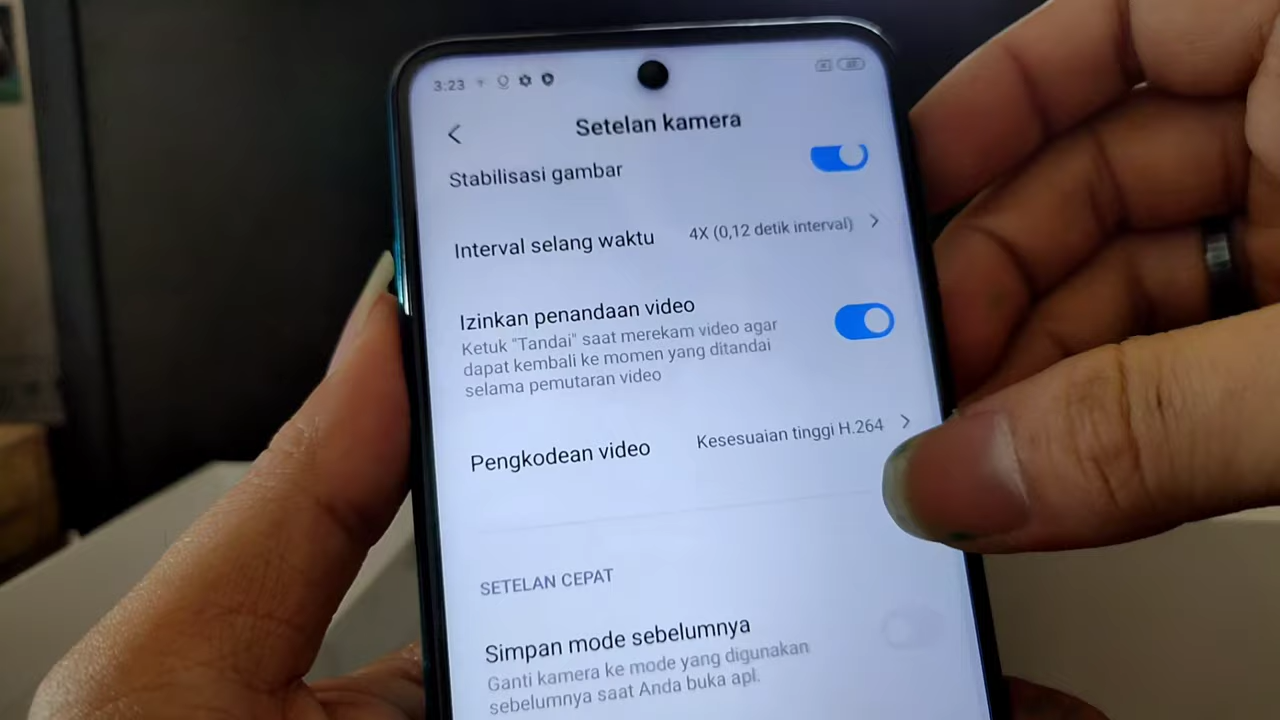 3:23
Setelan kamera
Stabilisasi gambar
Interval selang waktu 4X (0,12 detik interval)
Izinkan penandaan video
Ketuk "Tandai" saat merekam video agar
dapat kembali ke momen yang ditandai
selama pemutaran video
Pengkodean video Kesesuaian tinggi H.264
SETELAN CEPAT
Simpan mode sebelumnya
Ganti kamera ke mode yang digunakan
sebelumnya saat Anda buka apl.